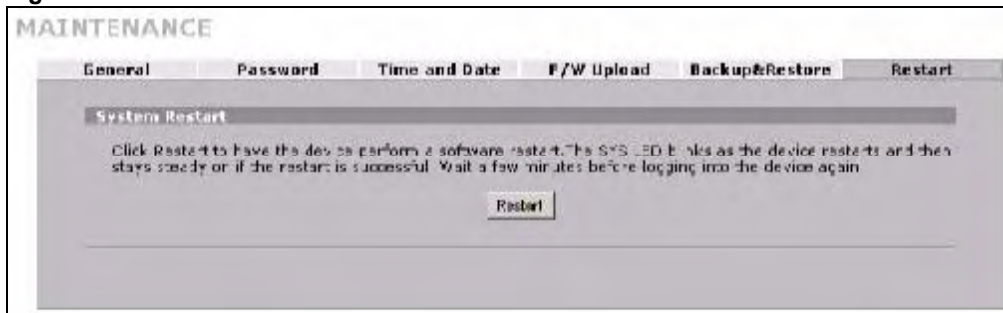 MAINTENANCE
General Password Time and Date F/W Upload Backup&Restore Restart
System Restart
Click Restart to have the device perform a software restart. The SYS LED blinks as the device restarts and then
stays steady on if the restart is successful. Wait a few minutes before logging into the device again.
Restart